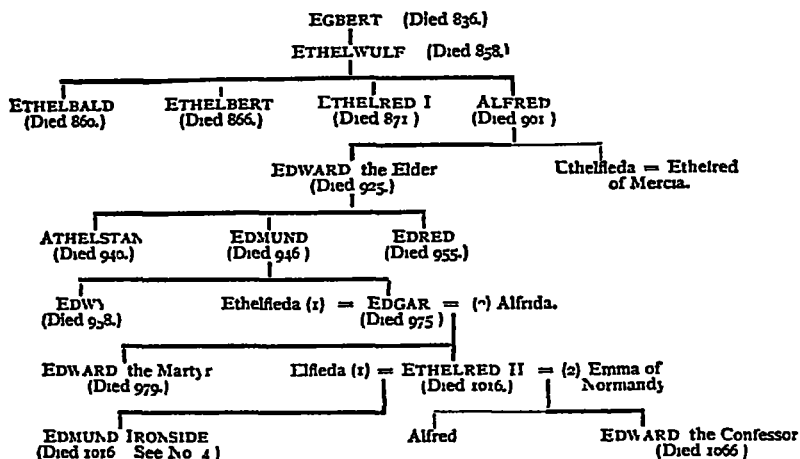 EGBERT (Died 836.)
ETHELWULF (Died 858.)
ETHELBALD ETHELBERT ETHELRED I ALFRED
(Died 860.) (Died 866.) (Died 871) (Died 901)
EDWARD the Elder Ethelfleda = Ethelred
(Died 925.) of Mercia.
ATHELSTAN EDMUND EDRED
(Died 940.) (Died 946) (Died 955.)
EDWY Ethelfleda (1) = EDGAR = (2) Alfrida.
(Died 958.) (Died 975)
EDWARD the Martyr Elfleda (1) = ETHELRED II = (2) Emma of
(Died 979.) (Died 1016.) Normandy
EDMUND IRONSIDE Alfred EDWARD the Confessor
(Died 1016 See No 4) (Died 1066)